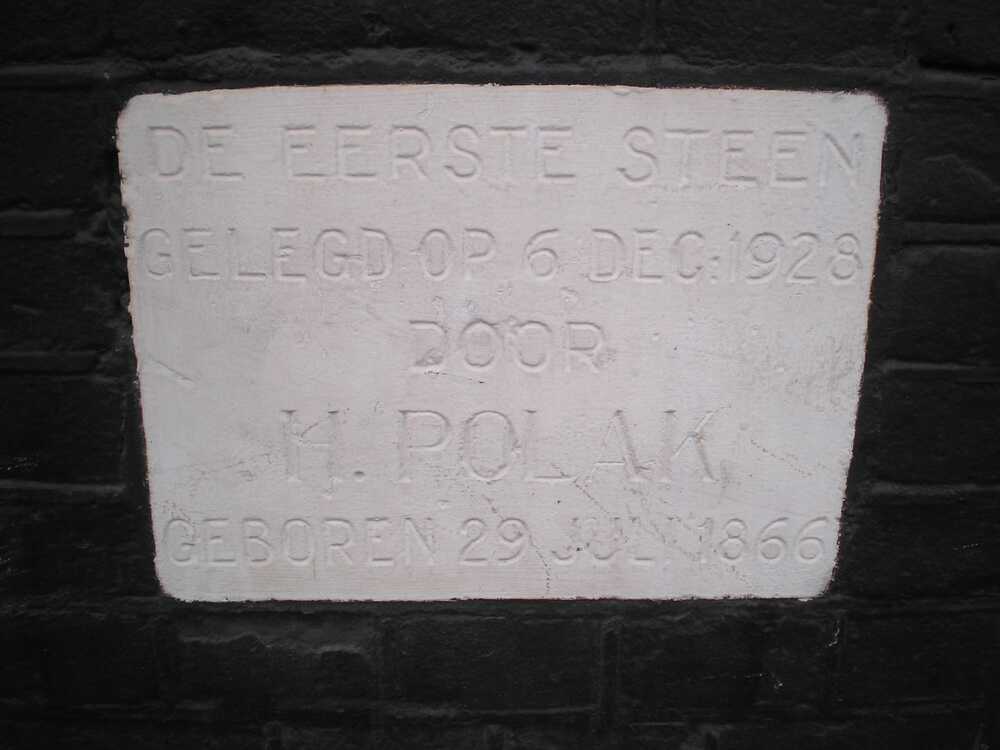 DE EERSTE STEEN
GELEGD OP 6 DEC: 1928
DOOR
H. POLAK,
GEBOREN 29 JULI 1866